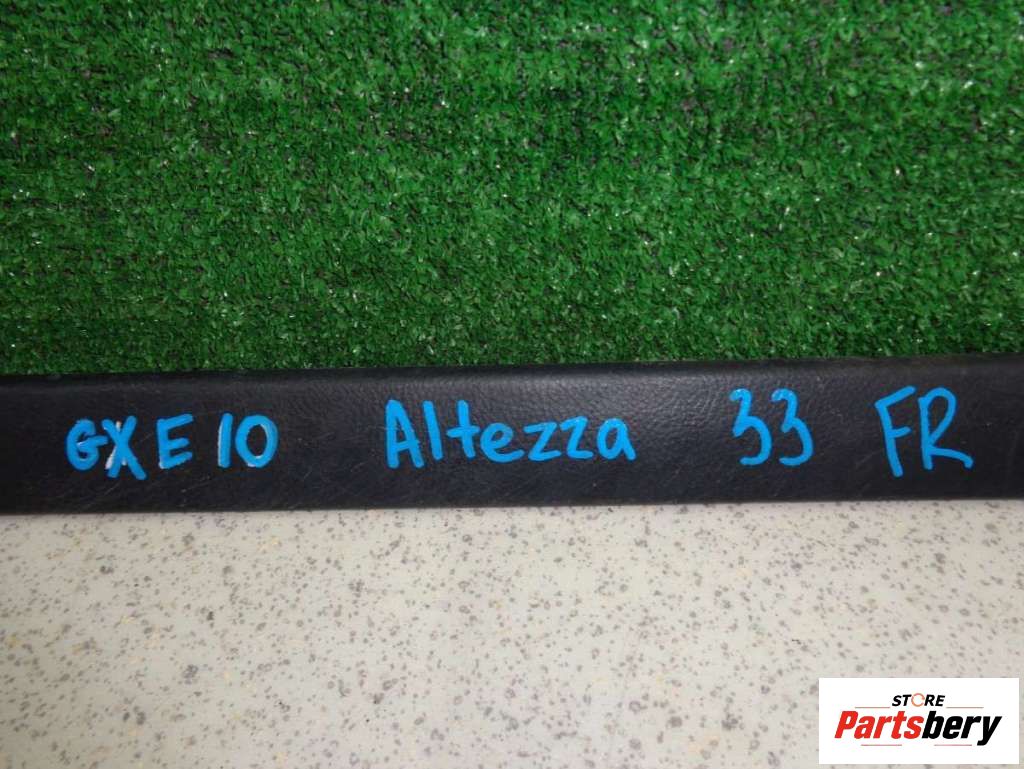 GXE10 Altezza 33 FR
STORE
Partsbery